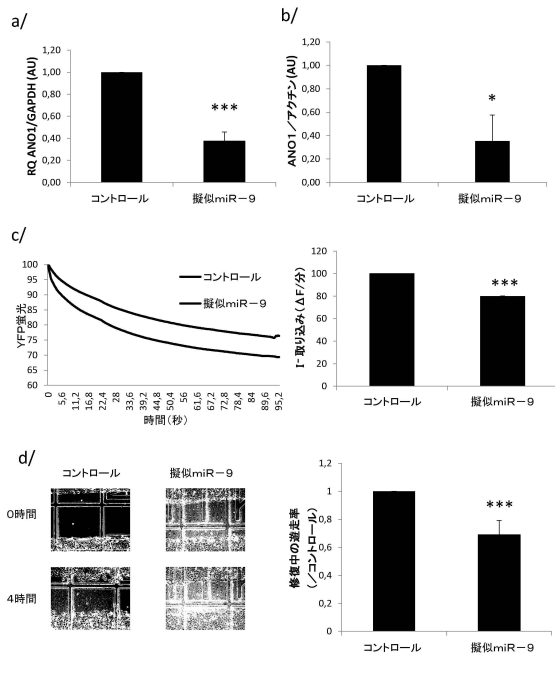 a/
RQ ANO1/GAPDH (AU)
1,20
1,00
0,80
0,60
0,40
0,20
0,00
***
コントロール
擬似miR－9
b/
ANO1／アクチン(AU)
1,20
1,00
0,80
0,60
0,40
0,20
0,00
*
コントロール
擬似miR－9
c/
YFP蛍光
100
95
90
85
80
75
70
65
60
コントロール
擬似miR－9
0 5,6 11,2 16,8 22,4 28 33,6 39,2 44,8 50,4 56 61,6 67,2 72,8 78,4 84 89,6 95,2
時間（秒）
I⁻取り込み（ΔF/分）
120
100
80
60
40
20
0
***
コントロール
擬似miR－9
d/
コントロール
擬似miR－9
0時間
4時間
修復中の遊走率
（／コントロール）
1,2
1
0,8
0,6
0,4
0,2
0
***
コントロール
擬似miR－9